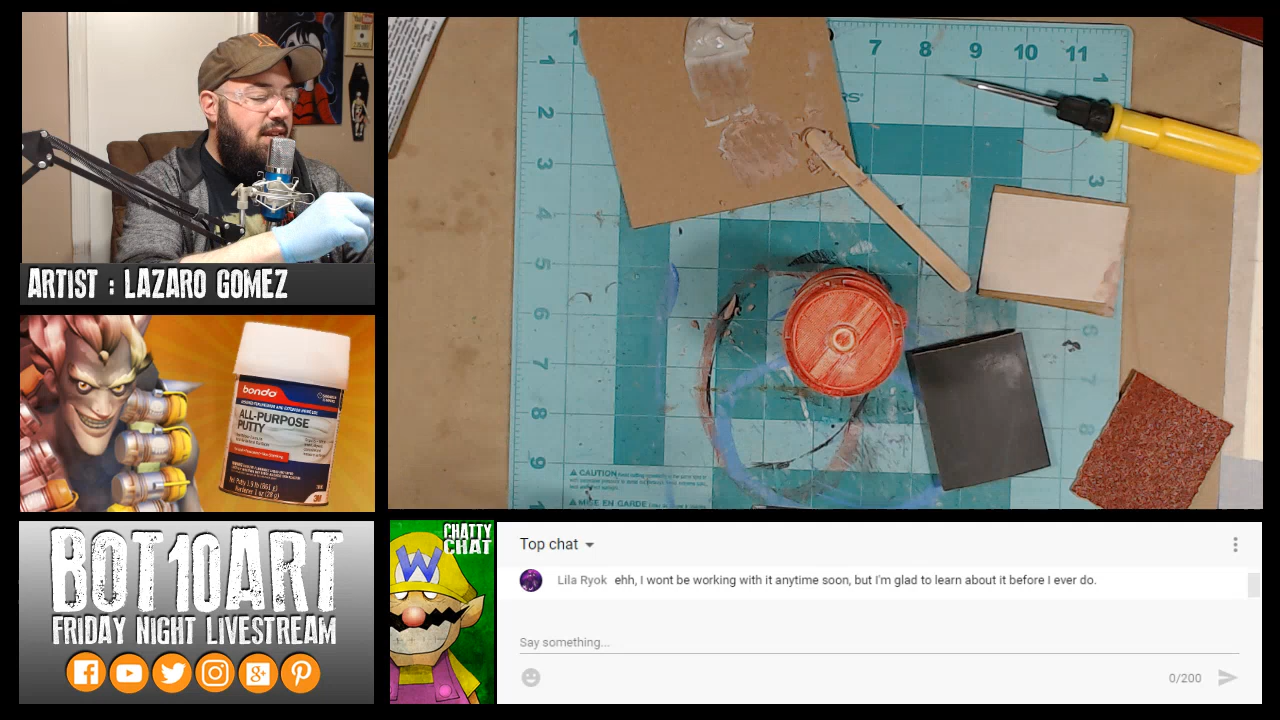 ARTIST : LAZARO GOMEZ
bondo
ALL-PURPOSE
PUTTY
3M
BOT10ART
FRIDAY NIGHT LIVESTREAM
CHATTY
CHAT
W
Top chat
Lila Ryok ehh, I wont be working with it anytime soon, but I'm glad to learn about it before I ever do.
Say something...
0/200
1 7 8 9 10 11
1
2
3
4
5
6
7
8
9
1
3
6
8
CAUTION
MISE EN GARDE